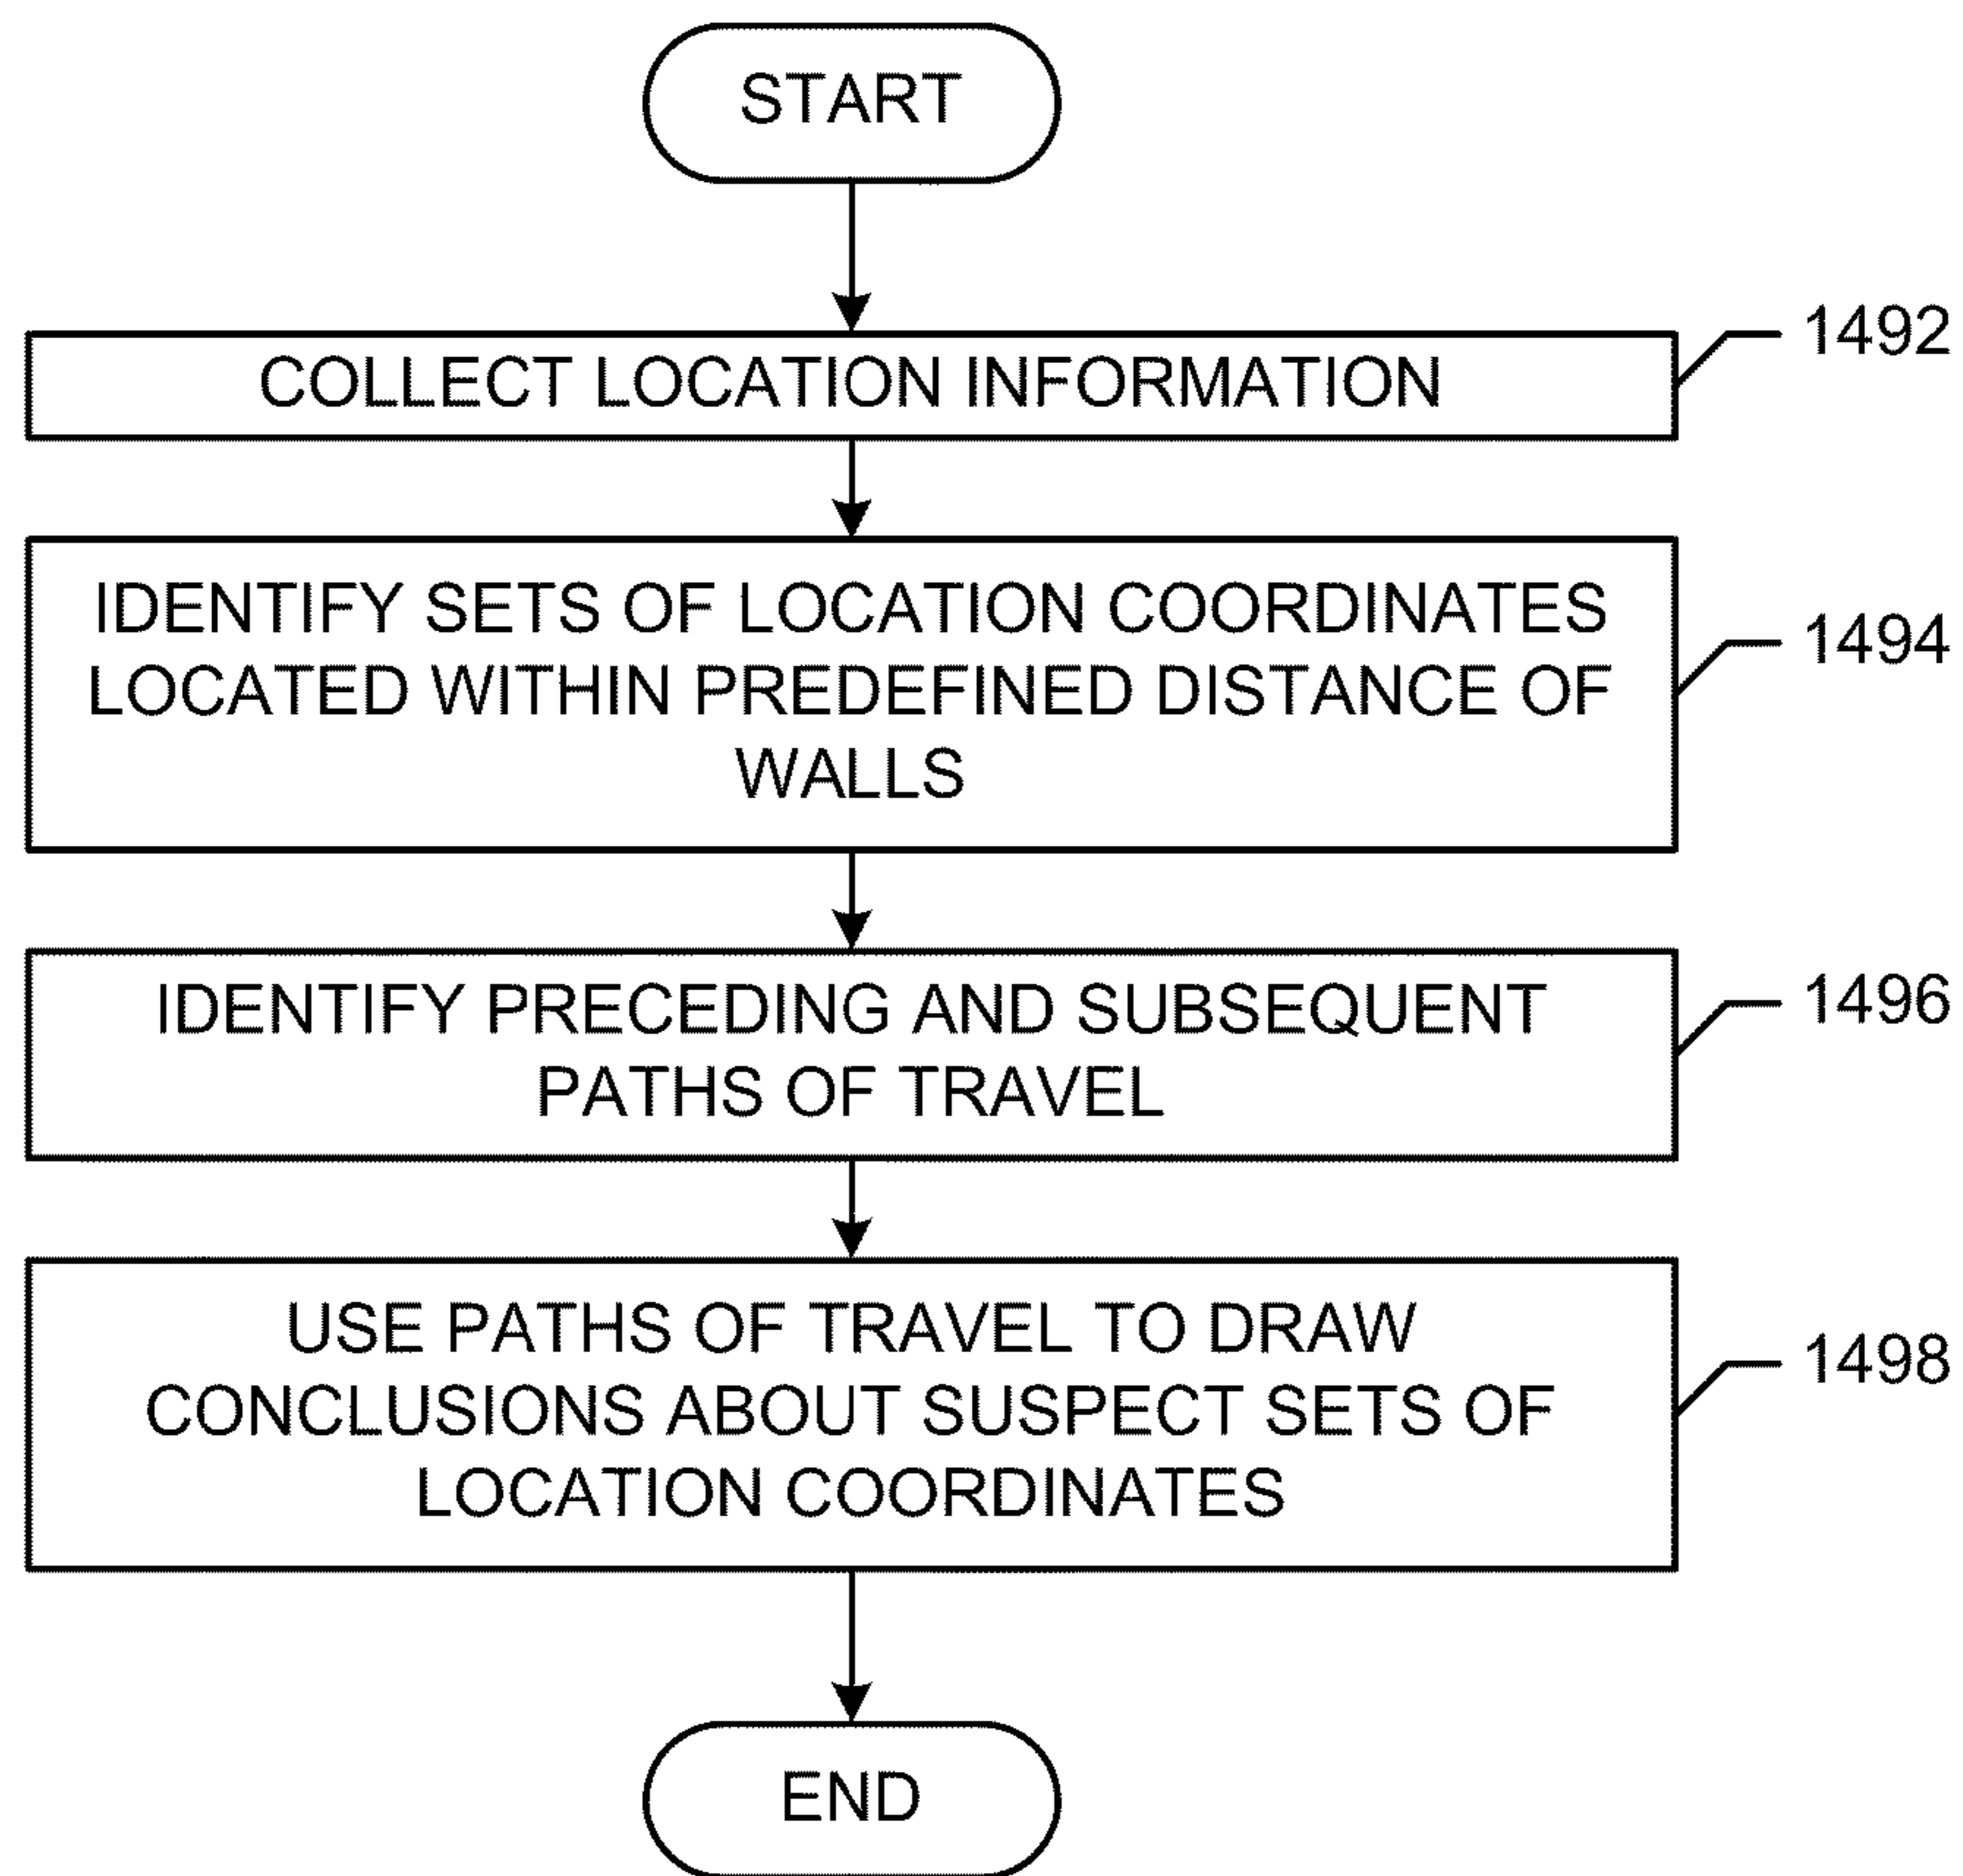 START
COLLECT LOCATION INFORMATION
1492
IDENTIFY SETS OF LOCATION COORDINATES
LOCATED WITHIN PREDEFINED DISTANCE OF
WALLS
1494
IDENTIFY PRECEDING AND SUBSEQUENT
PATHS OF TRAVEL
1496
USE PATHS OF TRAVEL TO DRAW
CONCLUSIONS ABOUT SUSPECT SETS OF
LOCATION COORDINATES
1498
END